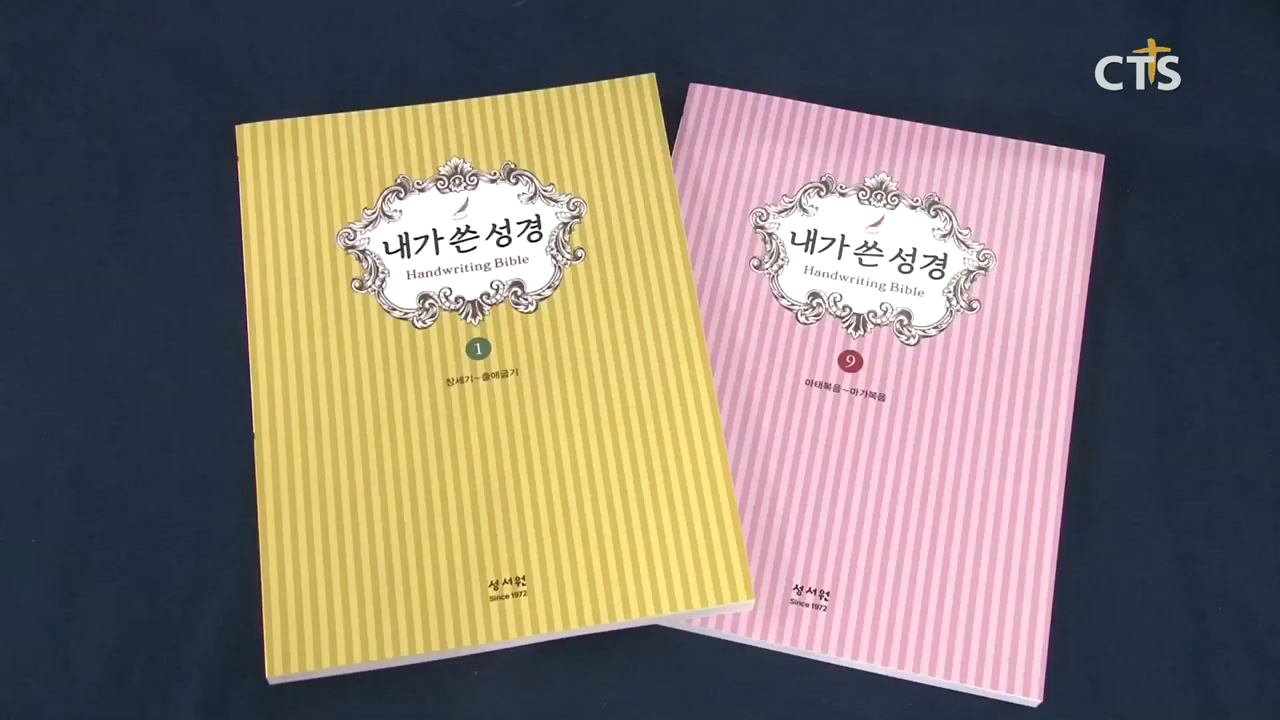 CTS
내가 쓴 성경
Handwriting Bible
1
창세기~출애굽기
성서원
Since 1972
내가 쓴 성경
Handwriting Bible
9
마태복음~마가복음
성서원
Since 1972